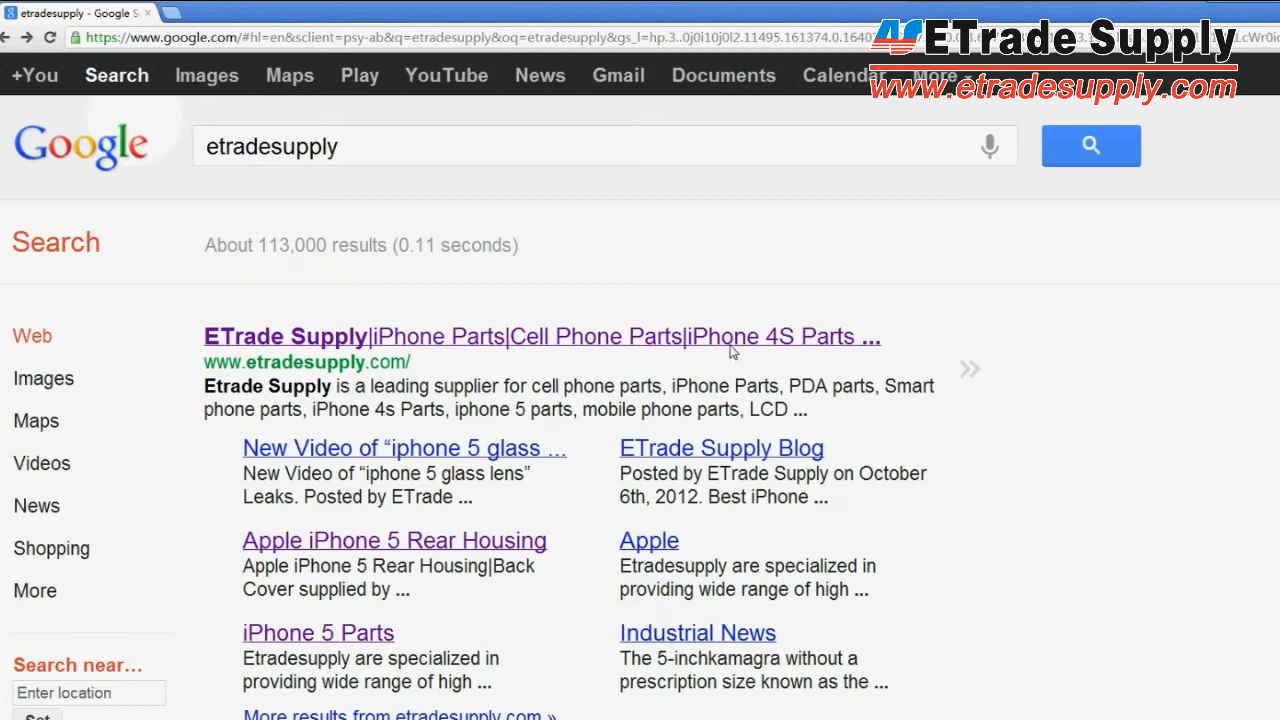 etradesupply - Google S
https://www.google.com/#hl=en&sclient=psy-ab&q=etradesupply&oq=etradesupply&gs_l=hp.3..0j0i10j0l2.11495.161374.0.1640
ETrade Supply
www.etradesupply.com
+You Search Images Maps Play YouTube News Gmail Documents Calendar More
Google
etradesupply
Search
About 113,000 results (0.11 seconds)
Web
Images
Maps
Videos
News
Shopping
More
Search near...
Enter location
Set
ETrade Supply|iPhone Parts|Cell Phone Parts|iPhone 4S Parts ...
www.etradesupply.com/
Etrade Supply is a leading supplier for cell phone parts, iPhone Parts, PDA parts, Smart
phone parts, iPhone 4s Parts, iphone 5 parts, mobile phone parts, LCD ...
New Video of “iphone 5 glass ...
New Video of “iphone 5 glass lens”
Leaks. Posted by ETrade ...
ETrade Supply Blog
Posted by ETrade Supply on October
6th, 2012. Best iPhone ...
Apple iPhone 5 Rear Housing
Apple iPhone 5 Rear Housing|Back
Cover supplied by ...
Apple
Etradesupply are specialized in
providing wide range of high ...
iPhone 5 Parts
Etradesupply are specialized in
providing wide range of high ...
Industrial News
The 5-inchkamagra without a
prescription size known as the ...
More results from etradesupply.com »